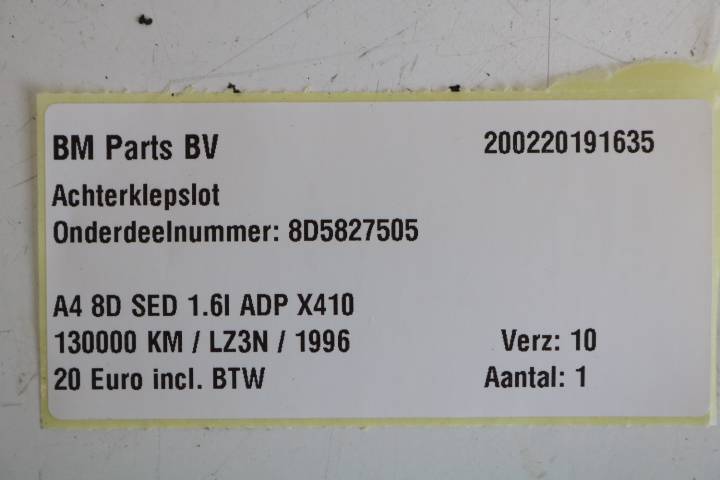 BM Parts BV 200220191635
Achterklepslot
Onderdeelnummer: 8D5827505
A4 8D SED 1.6I ADP X410
130000 KM / LZ3N / 1996 Verz: 10
20 Euro incl. BTW Aantal: 1